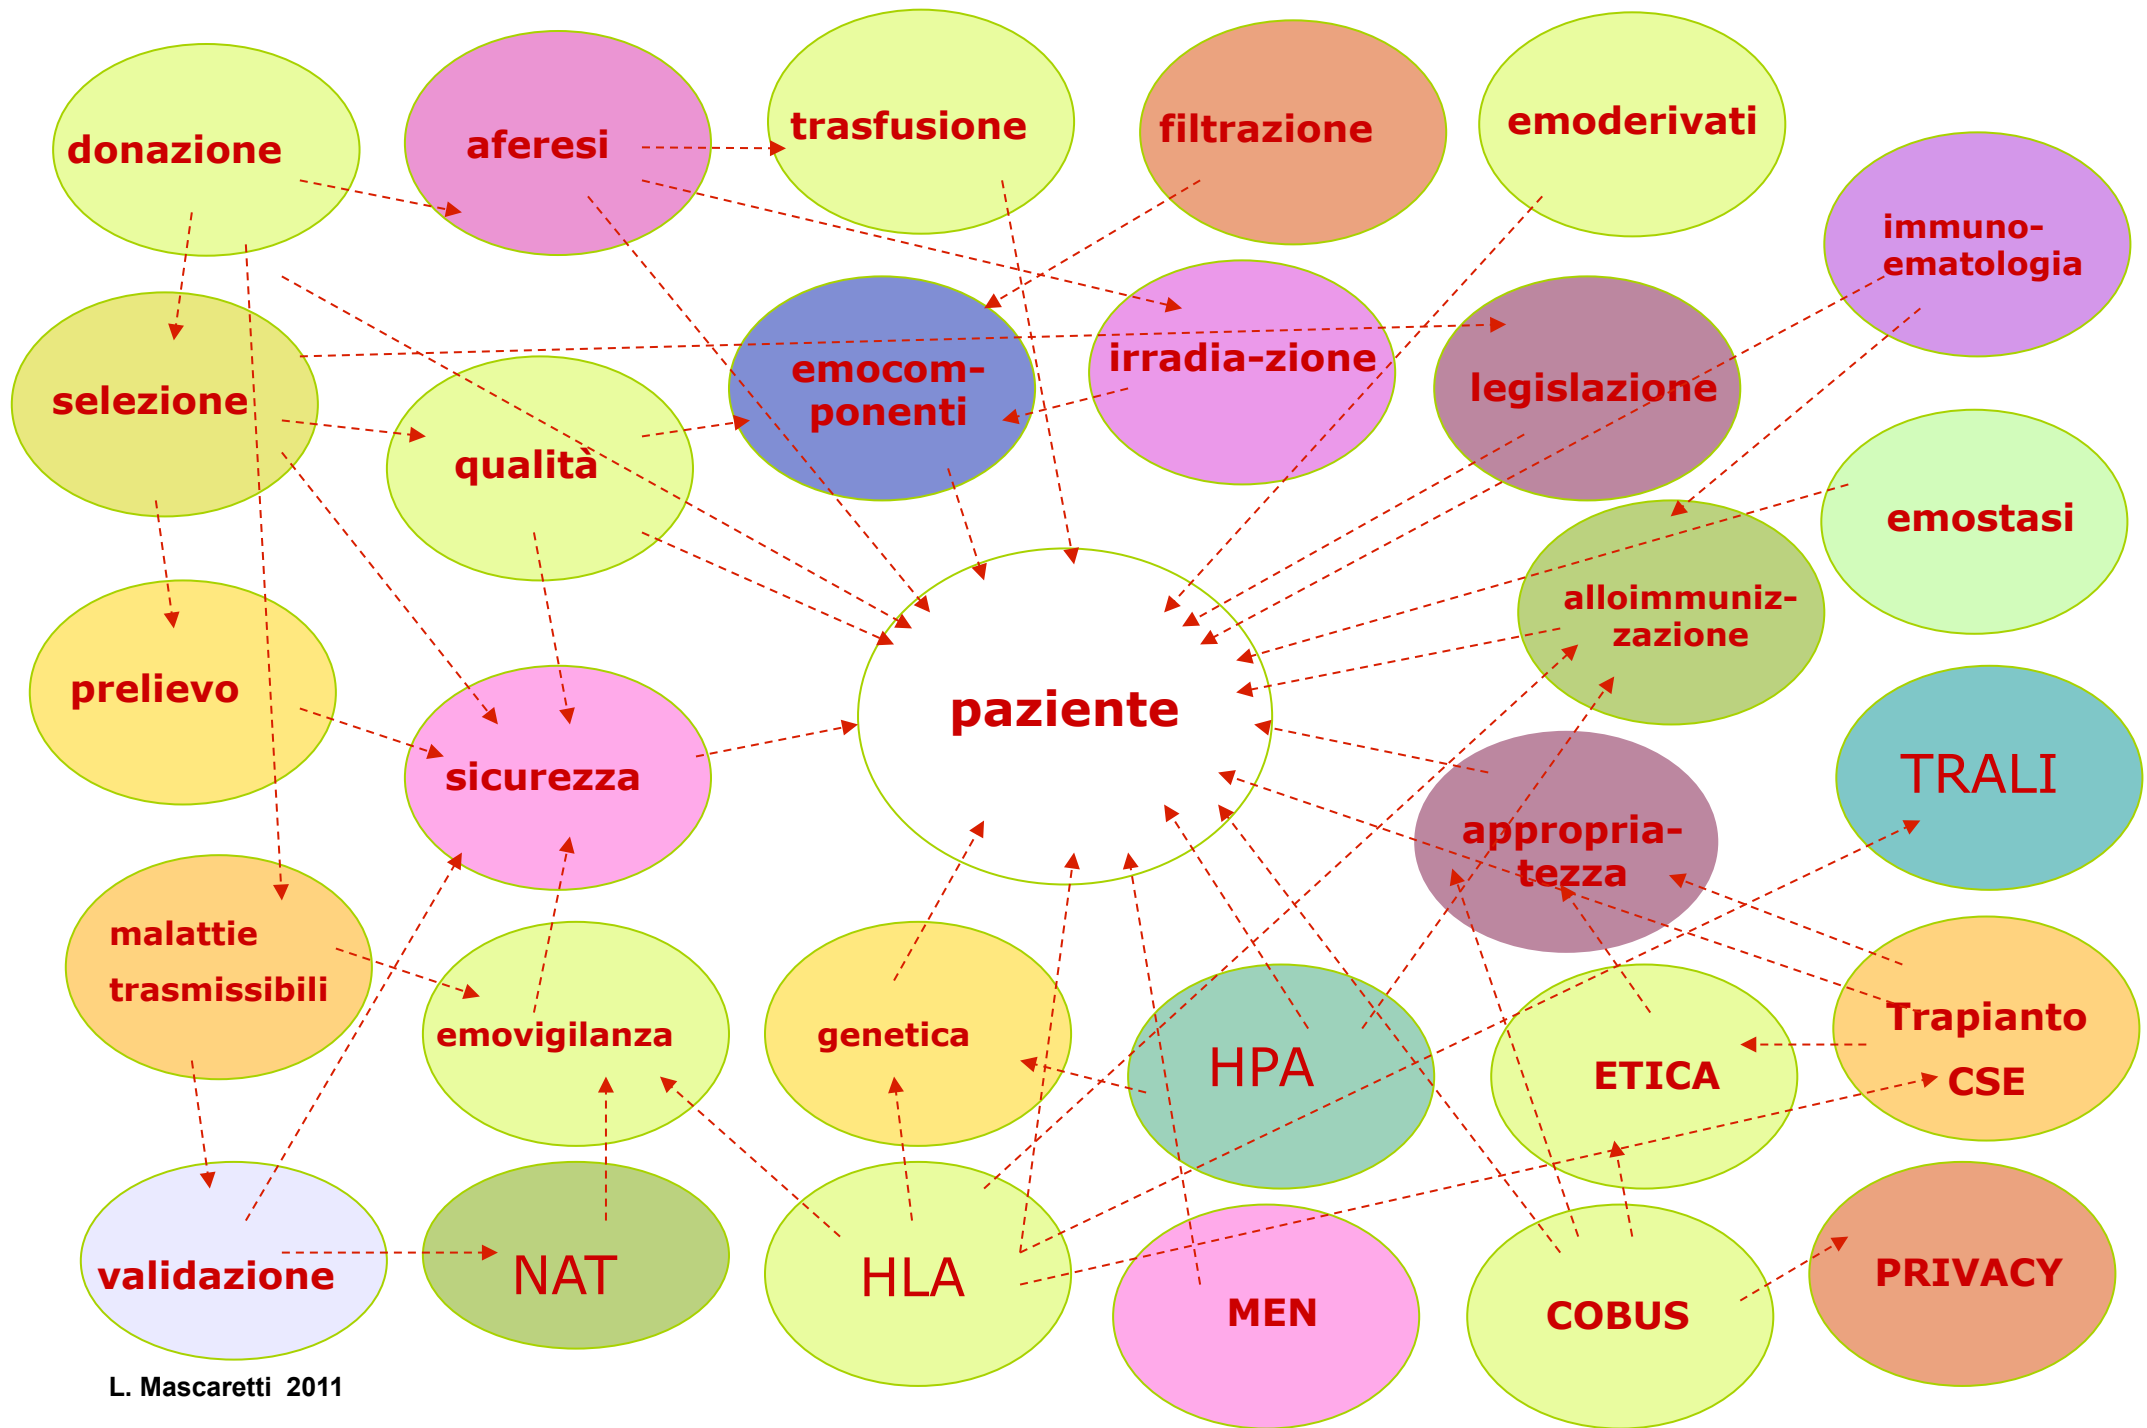 donazione
aferesi
trasfusione
filtrazione
emoderivati
immuno-
ematologia
selezione
qualità
emocom-
ponenti
irradia-zione
legislazione
emostasi
alloimmuniz-
zazione
prelievo
sicurezza
paziente
appropria-
tezza
TRALI
malattie
trasmissibili
emovigilanza
genetica
HPA
ETICA
Trapianto
CSE
validazione
NAT
HLA
MEN
COBUS
PRIVACY
L. Mascaretti 2011